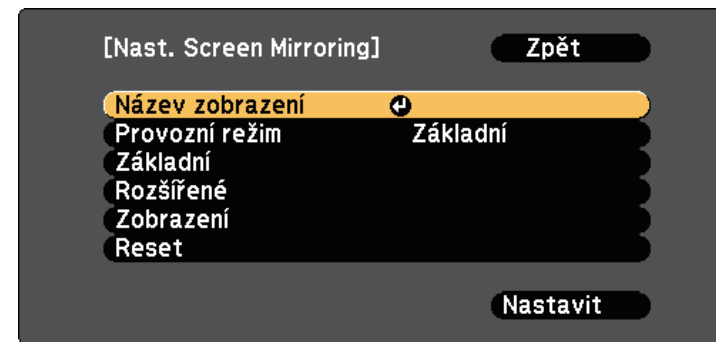 [Nast. Screen Mirroring] Zpět
Název zobrazení
Provozní režim Základní
Základní
Rozšířené
Zobrazení
Reset
Nastavit